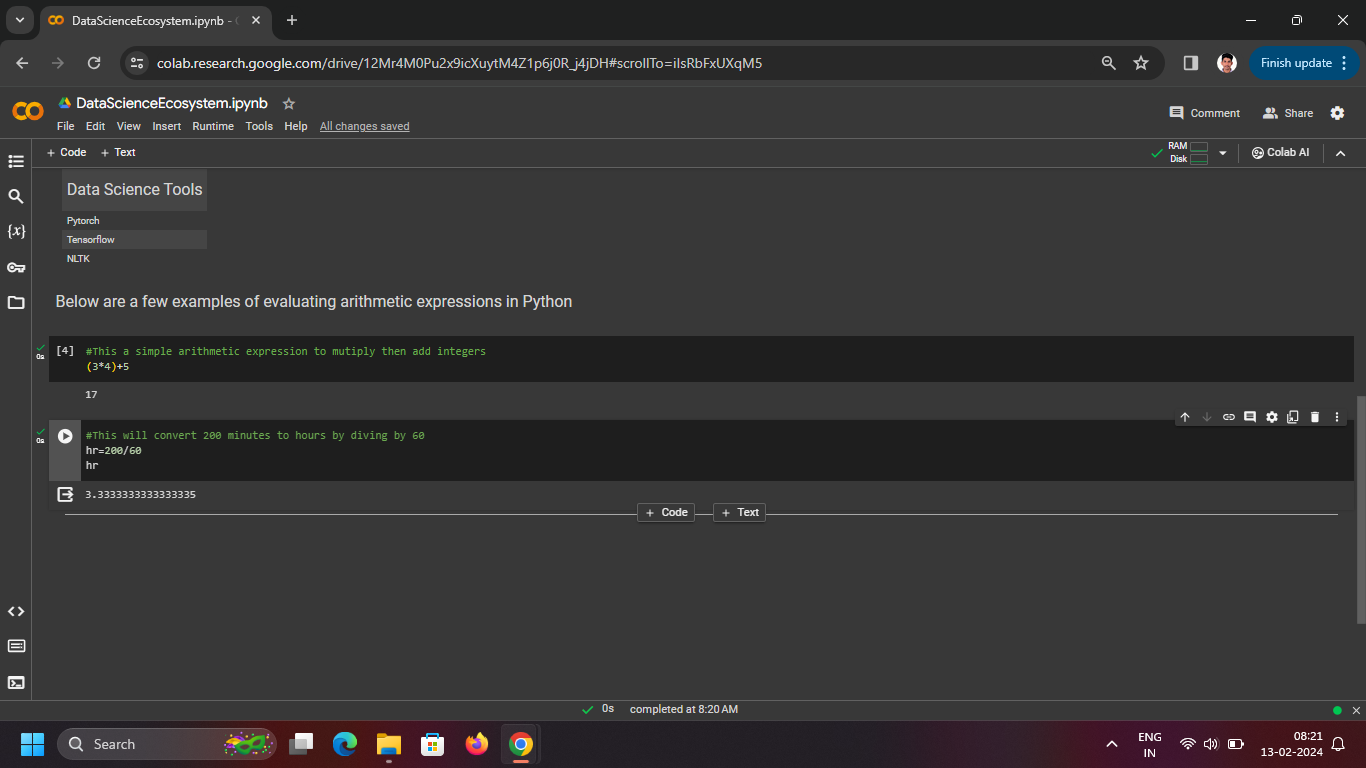 DataScienceEcosystem.ipynb - 
colab.research.google.com/drive/12Mr4M0Pu2x9icXuytM4Z1p6j0R_j4jDH#scrollTo=iIsRbFxUXqM5
Finish update
DataScienceEcosystem.ipynb
Comment
Share
File Edit View Insert Runtime Tools Help All changes saved
+ Code + Text
RAM
Disk
Colab AI
Data Science Tools
Pytorch
Tensorflow
NLTK
Below are a few examples of evaluating arithmetic expressions in Python
0s
[4] #This a simple arithmetic expression to mutiply then add integers
(3*4)+5
17
0s
#This will convert 200 minutes to hours by diving by 60
hr=200/60
hr
3.3333333333333335
+ Code + Text
{x}
0s completed at 8:20 AM
Search
ENG
IN
08:21
13-02-2024